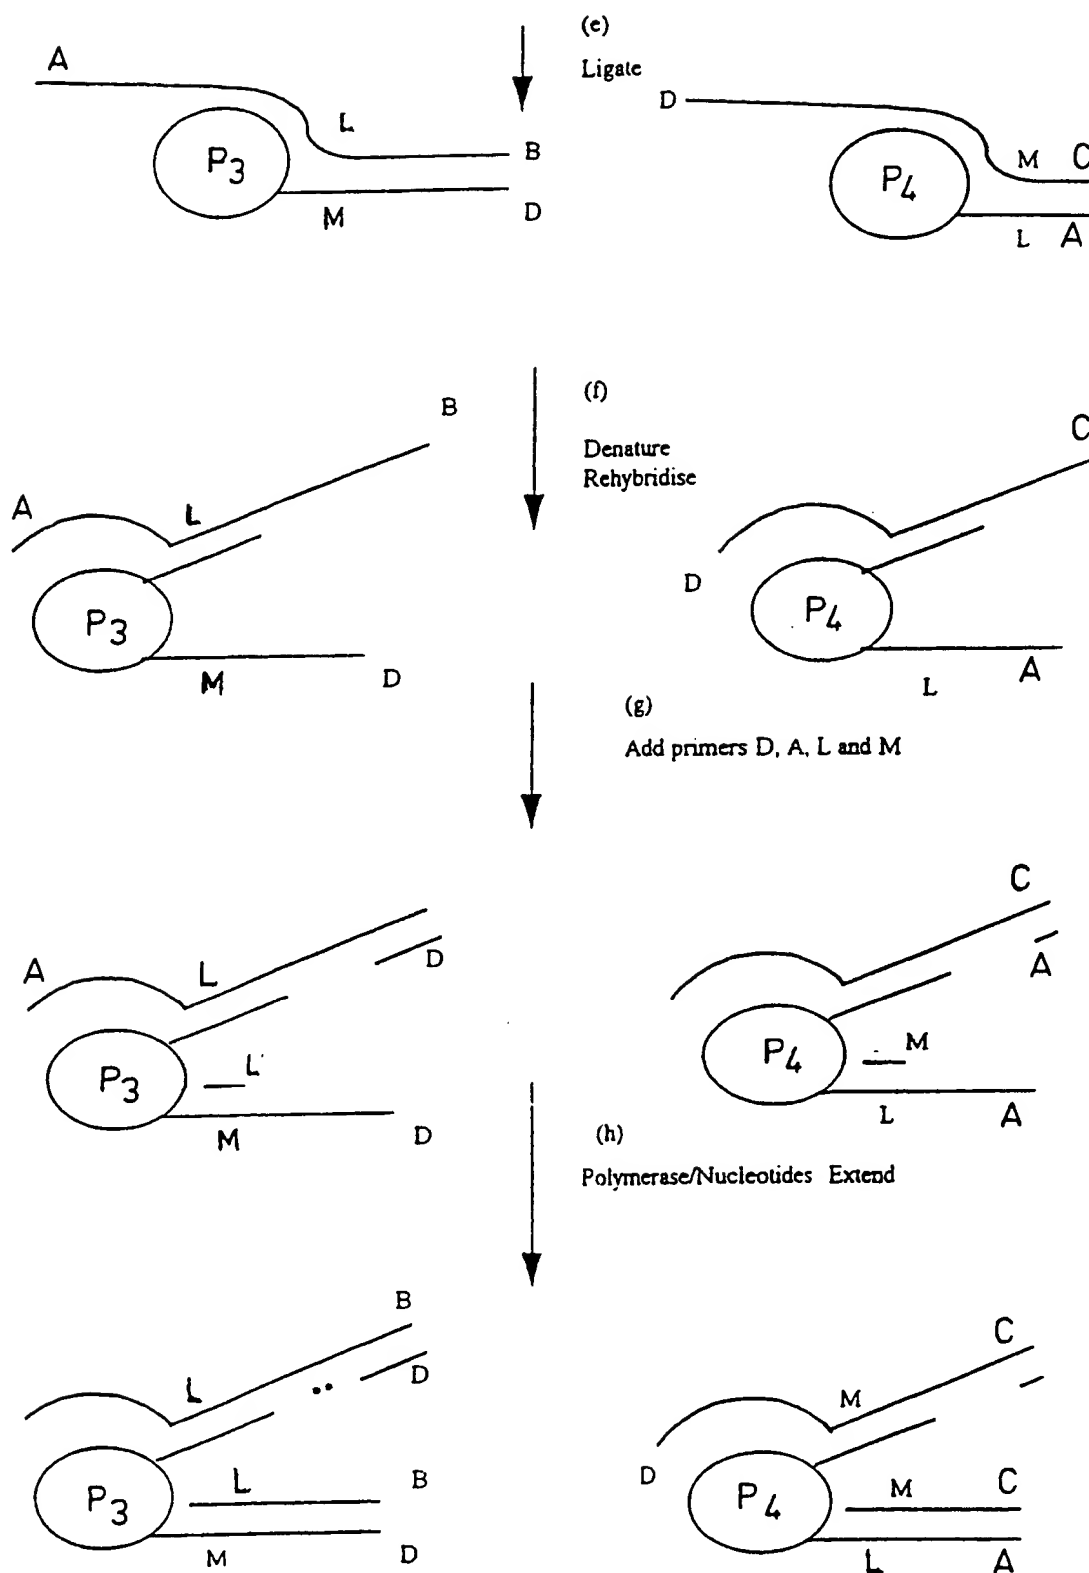 (e)
Ligate
A
L
B
P3
M
D
D
M
C
P4
L
A
(f)
Denature
Rehybridise
B
A
L
P3
M
D
C
D
P4
L
A
(g)
Add primers D, A, L and M
A
L
D
P3
L
M
D
C
A
P4
M
L
A
(h)
Polymerase/Nucleotides Extend
B
L
D
P3
L
B
M
D
C
M
D
P4
M
C
L
A